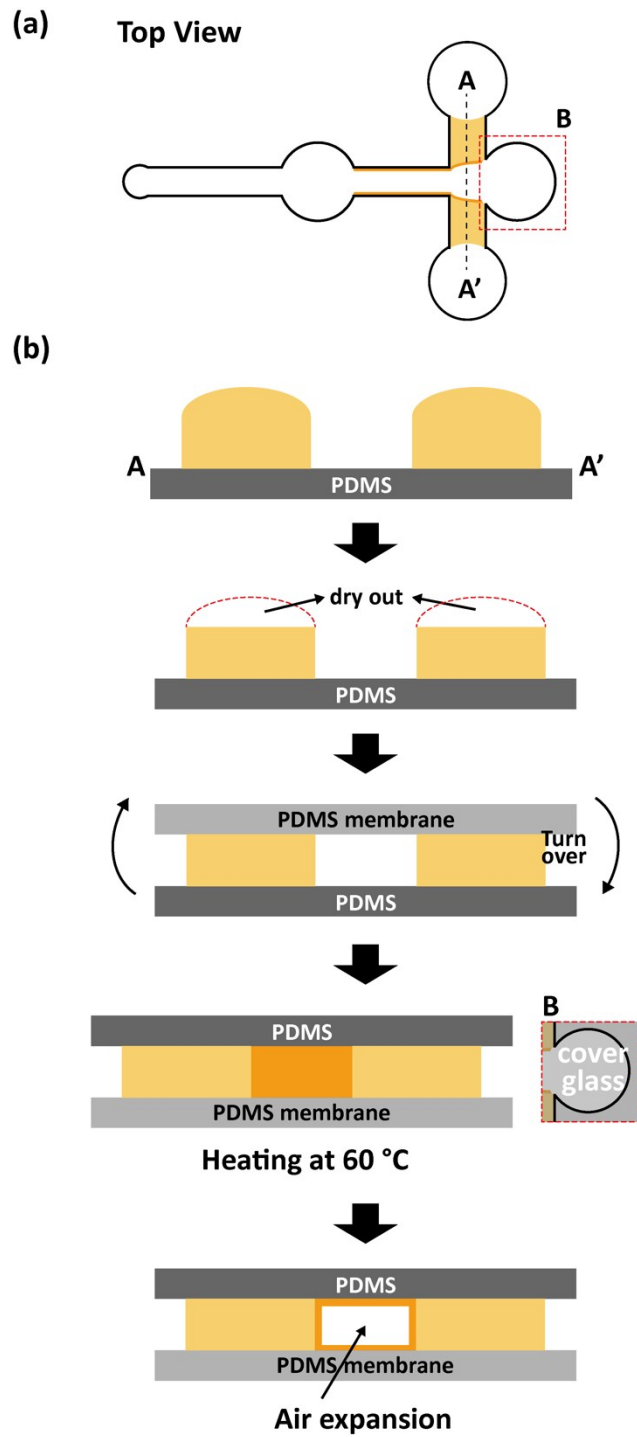 (a)
Top View
A
B
A’
(b)
A
A’
PDMS
dry out
PDMS
PDMS membrane
Turn
over
PDMS
PDMS
PDMS membrane
B
cover
glass
Heating at 60 °C
PDMS
PDMS membrane
Air expansion